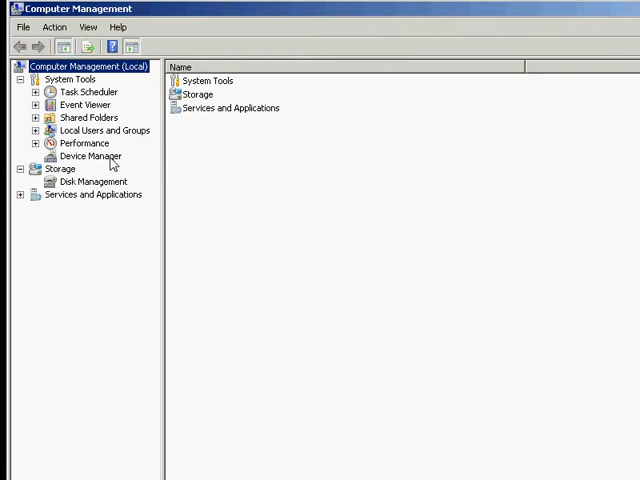 Computer Management
File Action View Help
Computer Management (Local)
System Tools
Task Scheduler
Event Viewer
Shared Folders
Local Users and Groups
Performance
Device Manager
Storage
Disk Management
Services and Applications
Name
System Tools
Storage
Services and Applications